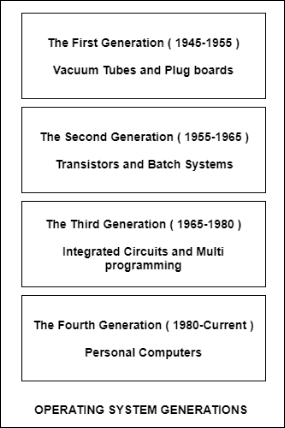 The First Generation ( 1945-1955 )
Vacuum Tubes and Plug boards
The Second Generation ( 1955-1965 )
Transistors and Batch Systems
The Third Generation ( 1965-1980 )
Integrated Circuits and Multi
programming
The Fourth Generation ( 1980-Current )
Personal Computers
OPERATING SYSTEM GENERATIONS